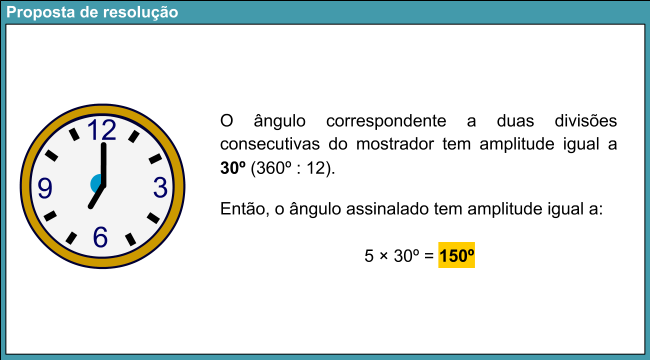 Proposta de resolução
O ângulo correspondente a duas divisões
consecutivas do mostrador tem amplitude igual a
30º (360º : 12).
Então, o ângulo assinalado tem amplitude igual a:
5 × 30º = 150º
12
9
3
6